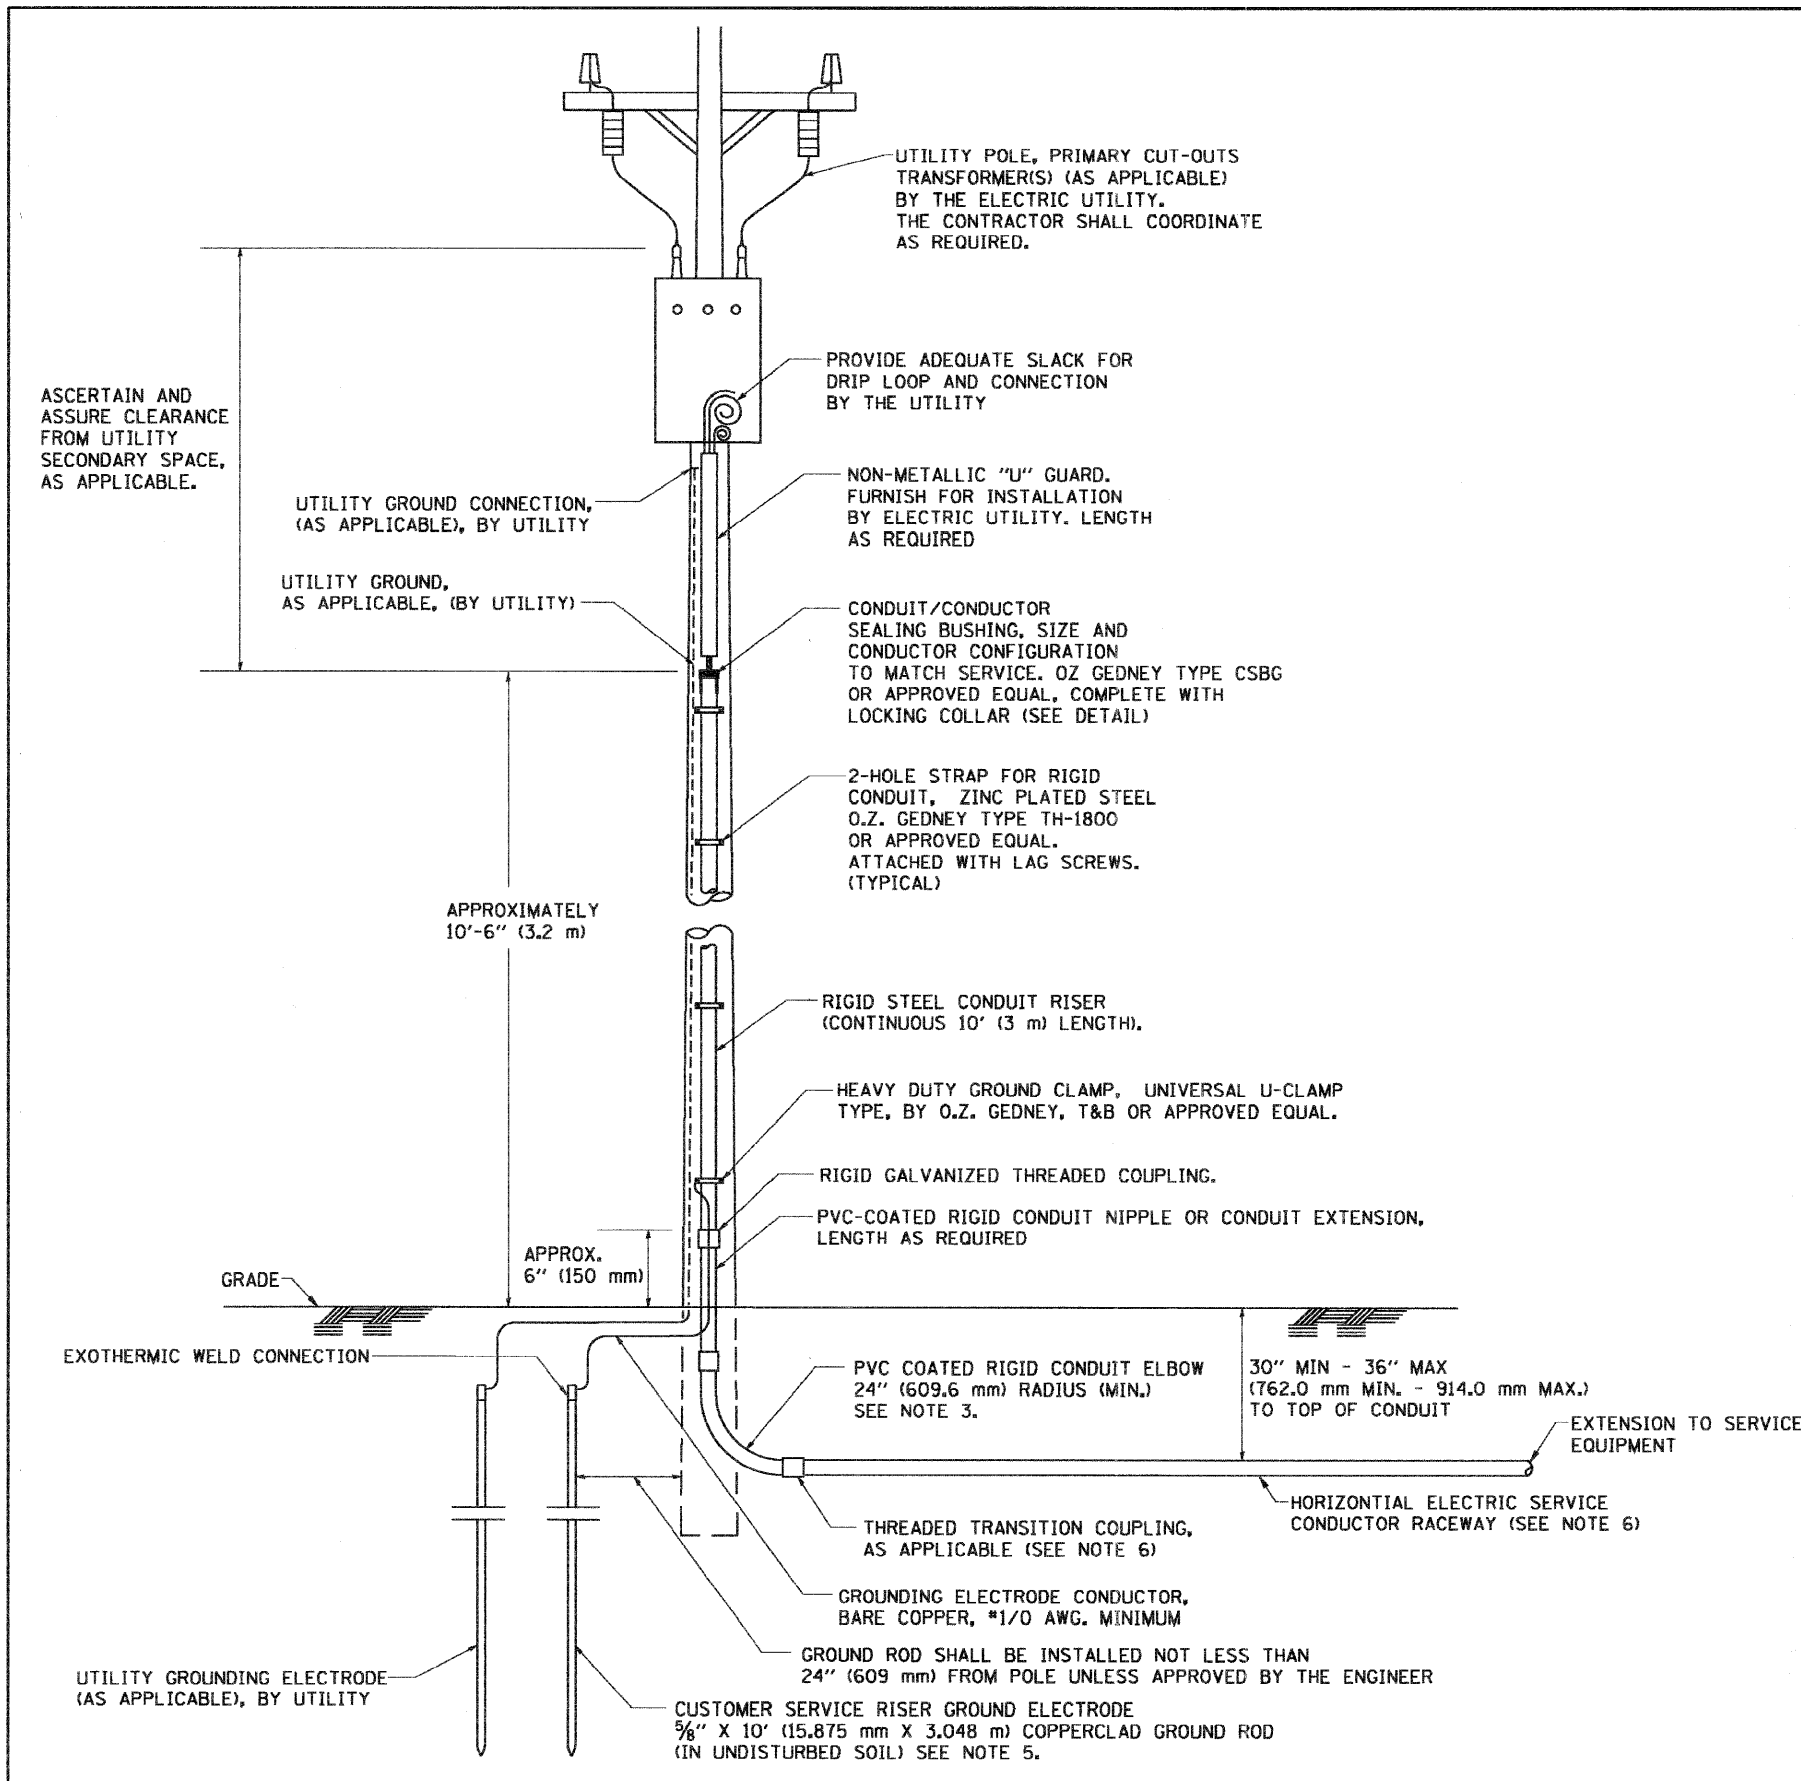 UTILITY POLE, PRIMARY CUT-OUTS
TRANSFORMER(S) (AS APPLICABLE)
BY THE ELECTRIC UTILITY.
THE CONTRACTOR SHALL COORDINATE
AS REQUIRED.
PROVIDE ADEQUATE SLACK FOR
DRIP LOOP AND CONNECTION
BY THE UTILITY
ASCERTAIN AND
ASSURE CLEARANCE
FROM UTILITY
SECONDARY SPACE,
AS APPLICABLE.
UTILITY GROUND CONNECTION,
(AS APPLICABLE), BY UTILITY
NON-METALLIC "U" GUARD.
FURNISH FOR INSTALLATION
BY ELECTRIC UTILITY. LENGTH
AS REQUIRED
UTILITY GROUND,
AS APPLICABLE, (BY UTILITY)
CONDUIT/CONDUCTOR
SEALING BUSHING, SIZE AND
CONDUCTOR CONFIGURATION
TO MATCH SERVICE. OZ GEDNEY TYPE CSBG
OR APPROVED EQUAL, COMPLETE WITH
LOCKING COLLAR (SEE DETAIL)
2-HOLE STRAP FOR RIGID
CONDUIT, ZINC PLATED STEEL
O.Z. GEDNEY TYPE TH-1800
OR APPROVED EQUAL.
ATTACHED WITH LAG SCREWS.
(TYPICAL)
APPROXIMATELY
10'-6" (3.2 m)
RIGID STEEL CONDUIT RISER
(CONTINUOUS 10' (3 m) LENGTH).
HEAVY DUTY GROUND CLAMP, UNIVERSAL U-CLAMP
TYPE, BY O.Z. GEDNEY, T&B OR APPROVED EQUAL.
RIGID GALVANIZED THREADED COUPLING.
PVC-COATED RIGID CONDUIT NIPPLE OR CONDUIT EXTENSION,
LENGTH AS REQUIRED
APPROX.
6" (150 mm)
GRADE
EXOTHERMIC WELD CONNECTION
PVC COATED RIGID CONDUIT ELBOW
24" (609.6 mm) RADIUS (MIN.)
SEE NOTE 3.
30" MIN - 36" MAX
(762.0 mm MIN. - 914.0 mm MAX.)
TO TOP OF CONDUIT
EXTENSION TO SERVICE
EQUIPMENT
HORIZONTIAL ELECTRIC SERVICE
CONDUCTOR RACEWAY (SEE NOTE 6)
THREADED TRANSITION COUPLING,
AS APPLICABLE (SEE NOTE 6)
GROUNDING ELECTRODE CONDUCTOR,
BARE COPPER, #1/0 AWG. MINIMUM
GROUND ROD SHALL BE INSTALLED NOT LESS THAN
24" (609 mm) FROM POLE UNLESS APPROVED BY THE ENGINEER
UTILITY GROUNDING ELECTRODE
(AS APPLICABLE), BY UTILITY
CUSTOMER SERVICE RISER GROUND ELECTRODE
5/8" X 10' (15.875 mm X 3.048 m) COPPERCLAD GROUND ROD
(IN UNDISTURBED SOIL) SEE NOTE 5.